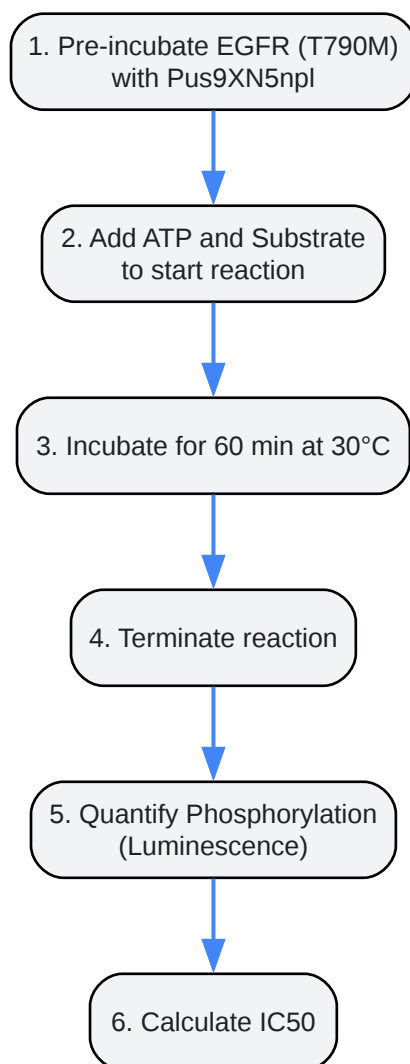 1. Pre-incubate EGFR (T790M)
with Pus9XN5npl
2. Add ATP and Substrate
to start reaction
3. Incubate for 60 min at 30°C
4. Terminate reaction
5. Quantify Phosphorylation
(Luminescence)
6. Calculate IC50